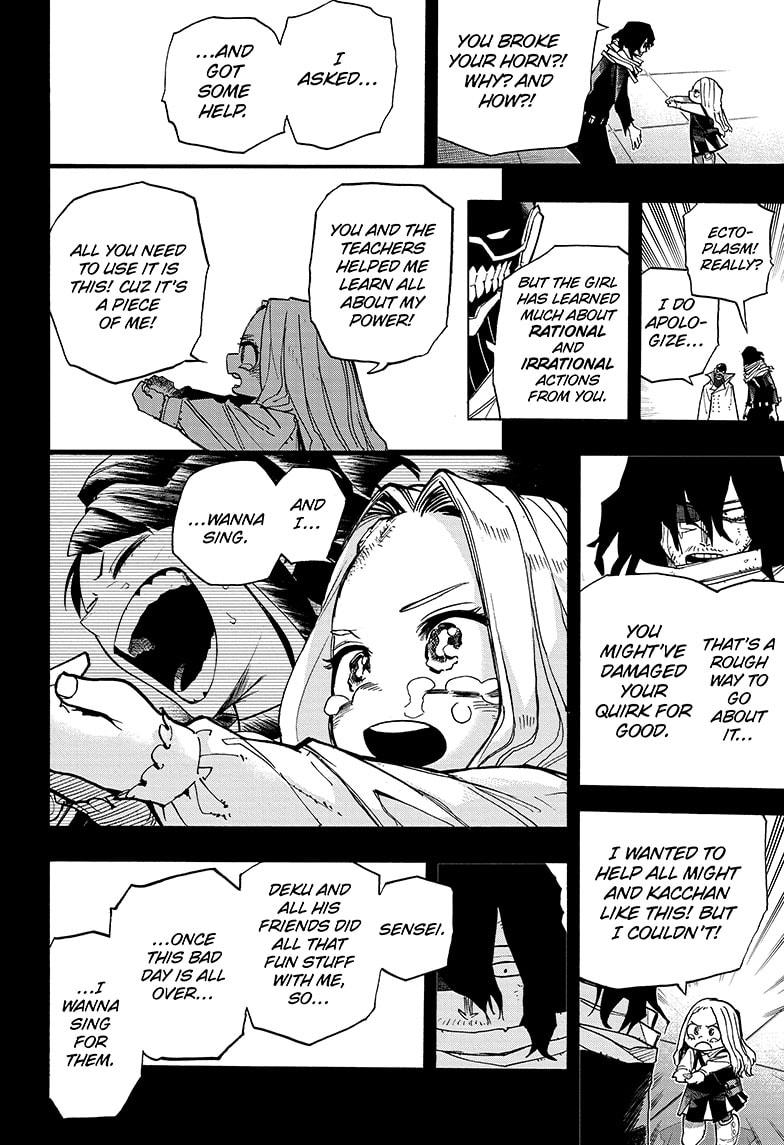 YOU BROKE
YOUR HORN?!
WHY? AND
HOW?!
I
ASKED...
...AND
GOT
SOME
HELP.
ECTO-
PLASM!
REALLY?
I DO
APOLO-
GIZE...
BUT THE GIRL
HAS LEARNED
MUCH ABOUT
RATIONAL
AND
IRRATIONAL
ACTIONS
FROM YOU.
YOU AND THE
TEACHERS
HELPED ME
LEARN ALL
ABOUT MY
POWER!
ALL YOU NEED
TO USE IT IS
THIS! CUZ IT'S
A PIECE
OF ME!
THAT'S A
ROUGH
WAY TO
GO
ABOUT
IT...
YOU
MIGHT'VE
DAMAGED
YOUR
QUIRK FOR
GOOD.
AND
I...
...WANNA
SING.
I WANTED TO
HELP ALL MIGHT
AND KACCHAN
LIKE THIS! BUT
I COULDN'T!
SENSEI.
DEKU AND
ALL HIS
FRIENDS DID
ALL THAT
FUN STUFF
WITH ME,
SO...
...ONCE
THIS BAD
DAY IS ALL
OVER...
...I
WANNA
SING
FOR
THEM.